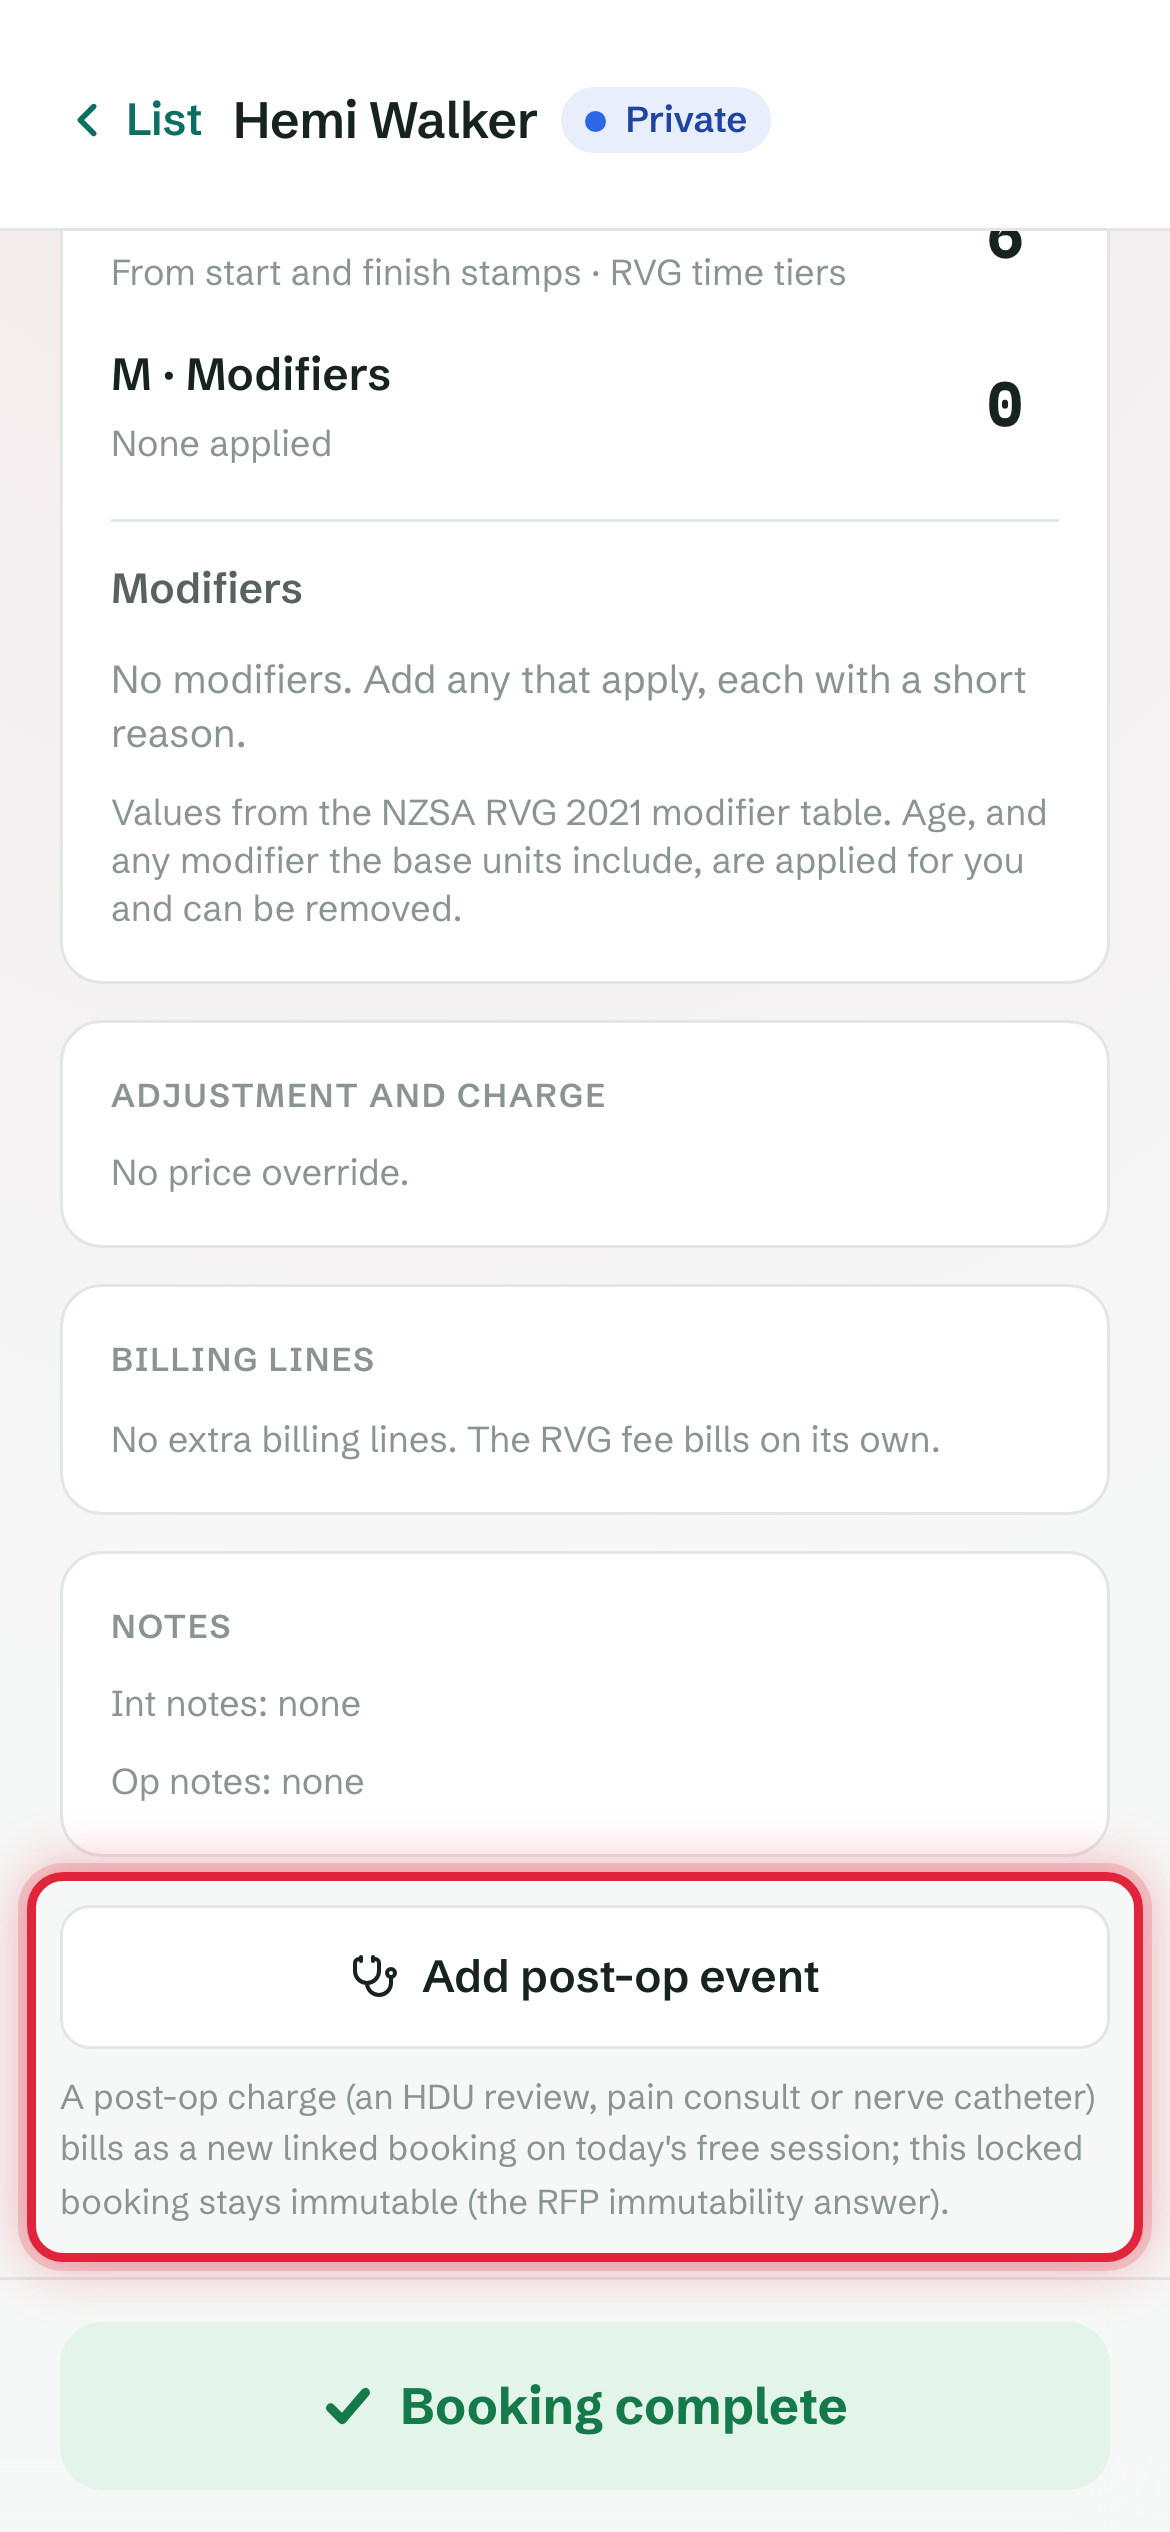 List Hemi Walker Private
6
From start and finish stamps · RVG time tiers
M · Modifiers
0
None applied
Modifiers
No modifiers. Add any that apply, each with a short
reason.
Values from the NZSA RVG 2021 modifier table. Age, and
any modifier the base units include, are applied for you
and can be removed.
ADJUSTMENT AND CHARGE
No price override.
BILLING LINES
No extra billing lines. The RVG fee bills on its own.
NOTES
Int notes: none
Op notes: none
Add post-op event
A post-op charge (an HDU review, pain consult or nerve catheter)
bills as a new linked booking on today's free session; this locked
booking stays immutable (the RFP immutability answer).
Booking complete